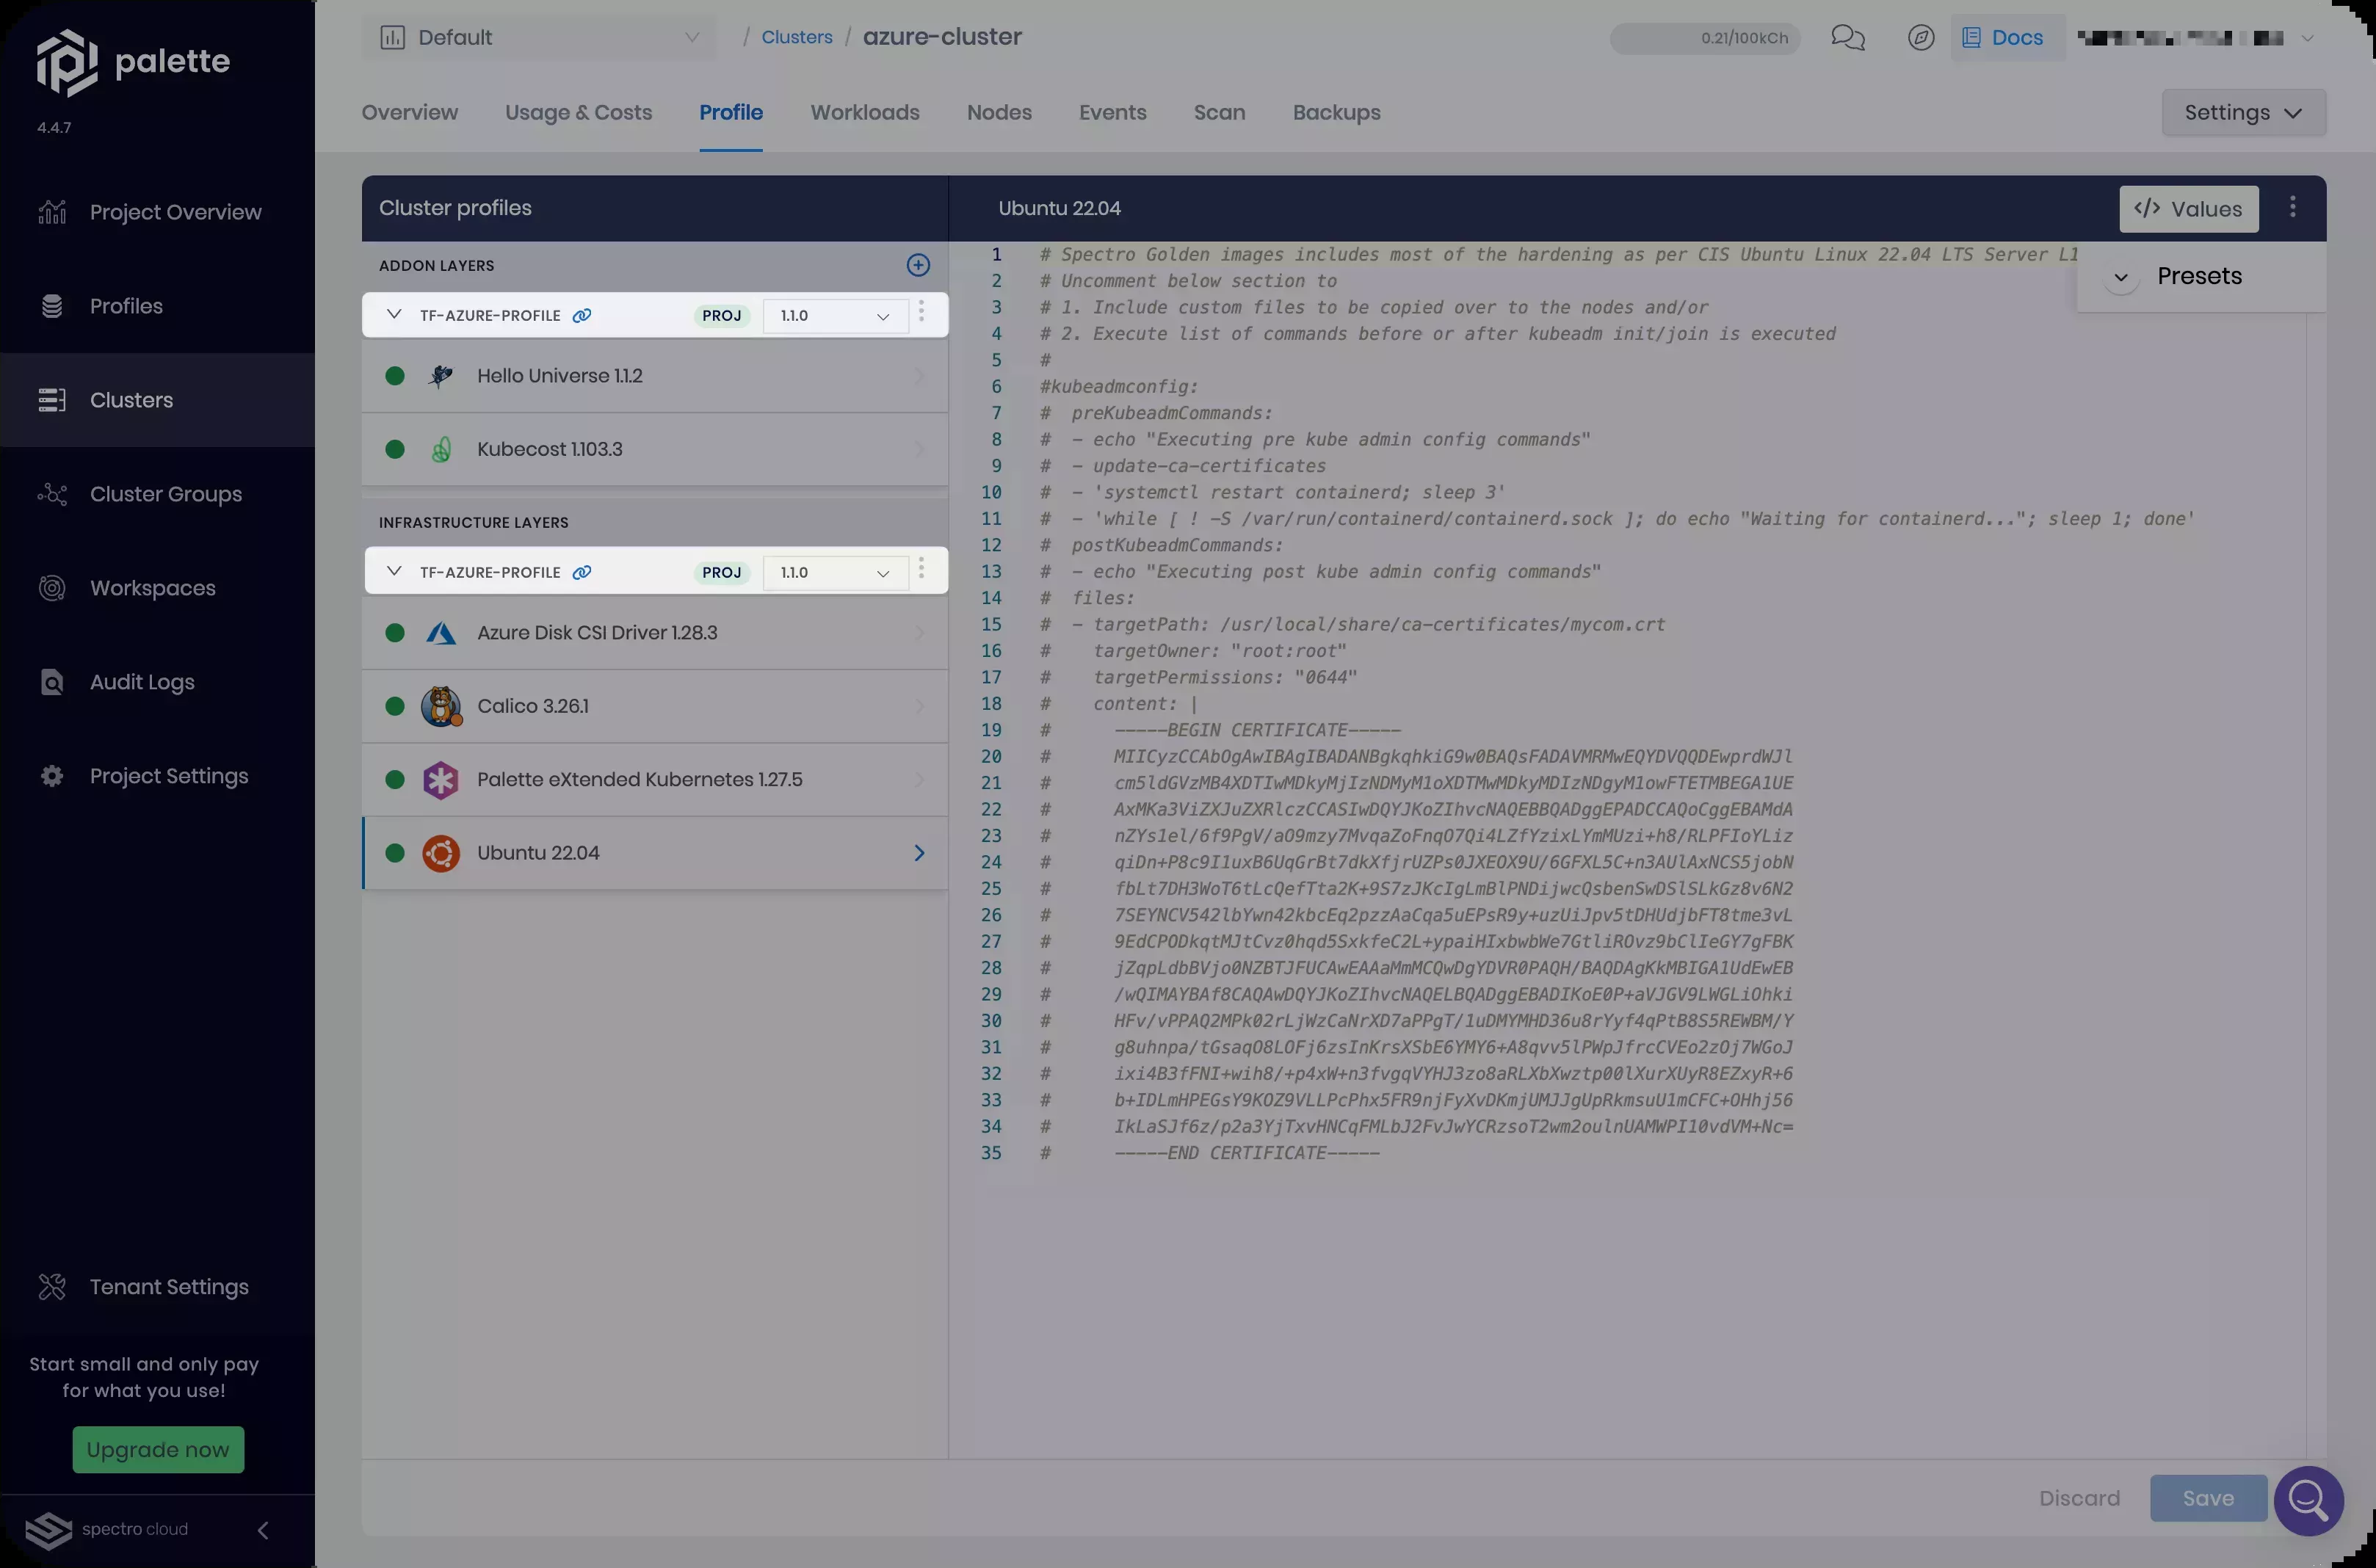 palette
4.4.7
Project Overview
Profiles
Clusters
Cluster Groups
Workspaces
Audit Logs
Project Settings
Tenant Settings
Start small and only pay
for what you use!
Upgrade now
spectro cloud
Default / Clusters / azure-cluster
0.21/100kCh
Docs
Overview Usage & Costs Profile Workloads Nodes Events Scan Backups
Settings
Cluster profiles
ADDON LAYERS
TF-AZURE-PROFILE PROJ 1.1.0
Hello Universe 1.1.2
Kubecost 1.103.3
INFRASTRUCTURE LAYERS
TF-AZURE-PROFILE PROJ 1.1.0
Azure Disk CSI Driver 1.28.3
Calico 3.26.1
Palette eXtended Kubernetes 1.27.5
Ubuntu 22.04
Ubuntu 22.04
Values
Presets
1 # Spectro Golden images includes most of the hardening as per CIS Ubuntu Linux 22.04 LTS Server L1
2 # Uncomment below section to
3 # 1. Include custom files to be copied over to the nodes and/or
4 # 2. Execute list of commands before or after kubeadm init/join is executed
5 #
6 #kubeadmconfig:
7 #  preKubeadmCommands:
8 #  - echo "Executing pre kube admin config commands"
9 #  - update-ca-certificates
10 #  - 'systemctl restart containerd; sleep 3'
11 #  - 'while [ ! -S /var/run/containerd/containerd.sock ]; do echo "Waiting for containerd..."; sleep 1; done'
12 #  postKubeadmCommands:
13 #  - echo "Executing post kube admin config commands"
14 #  files:
15 #  - targetPath: /usr/local/share/ca-certificates/mycom.crt
16 #    targetOwner: "root:root"
17 #    targetPermissions: "0644"
18 #    content: |
19 #      -----BEGIN CERTIFICATE-----
20 #      MIICyzCCAbOgAwIBAgIBADANBgkqhkiG9w0BAQsFADAVMRMwEQYDVQQDEwprdWJl
21 #      cm5ldGVzMB4XDTIwMDkyMjIzNDMyM1oXDTMwMDkyMDIzNDgyM1owFTETMBEGA1UE
22 #      AxMKa3ViZXJuZXRlczCCASIwDQYJKoZIhvcNAQEBBQADggEPADCCAQoCggEBAMdA
23 #      nZYs1el/6f9PgV/aO9mzy7MvqaZoFnqO7Qi4LZfYzixLYmMUzi+h8/RLPFIoYLiz
24 #      qiDn+P8c9I1uxB6UqGrBt7dkXfjrUZPs0JXEOX9U/6GFXL5C+n3AUlAxNCS5jobN
25 #      fbLt7DH3WoT6tLcQefTta2K+9S7zJKcIgLmBlPNDijwcQsbenSwDSlSLkGz8v6N2
26 #      7SEYNCV542lbYwn42kbcEq2pzzAaCqa5uEPsR9y+uzUiJpv5tDHUdjbFT8tme3vL
27 #      9EdCPODkqtMJtCvz0hqd5SxkfeC2L+ypaiHIxbwbWe7GtliROvz9bClIeGY7gFBK
28 #      jZqpLdbBVjo0NZBTJFUCAwEAAaMmMCQwDgYDVR0PAQH/BAQDAgKkMBIGA1UdEwEB
29 #      /wQIMAYBAf8CAQAwDQYJKoZIhvcNAQELBQADggEBADIKoE0P+aVJGV9LWGLiOhki
30 #      HFv/vPPAQ2MPk02rLjWzCaNrXD7aPPgT/1uDMYMHD36u8rYyf4qPtB8S5REWBM/Y
31 #      g8uhnpa/tGsaqO8LOFj6zsInKrsXSbE6YMY6+A8qvv5lPWpJfrcCVEo2zOj7WGoJ
32 #      ixi4B3fFNI+wih8/+p4xW+n3fvgqVYHJ3zo8aRLXbXwztp00lXurXUyR8EZxyR+6
33 #      b+IDLmHPEGsY9KOZ9VLLPcPhx5FR9njFyXvDKmjUMJJgUpRkmsuU1mCFC+OHhj56
34 #      IkLaSJf6z/p2a3YjTxvHNCqFMLbJ2FvJwYCRzsoT2wm2oulnUAMWPI10vdVM+Nc=
35 #      -----END CERTIFICATE-----
Discard
Save